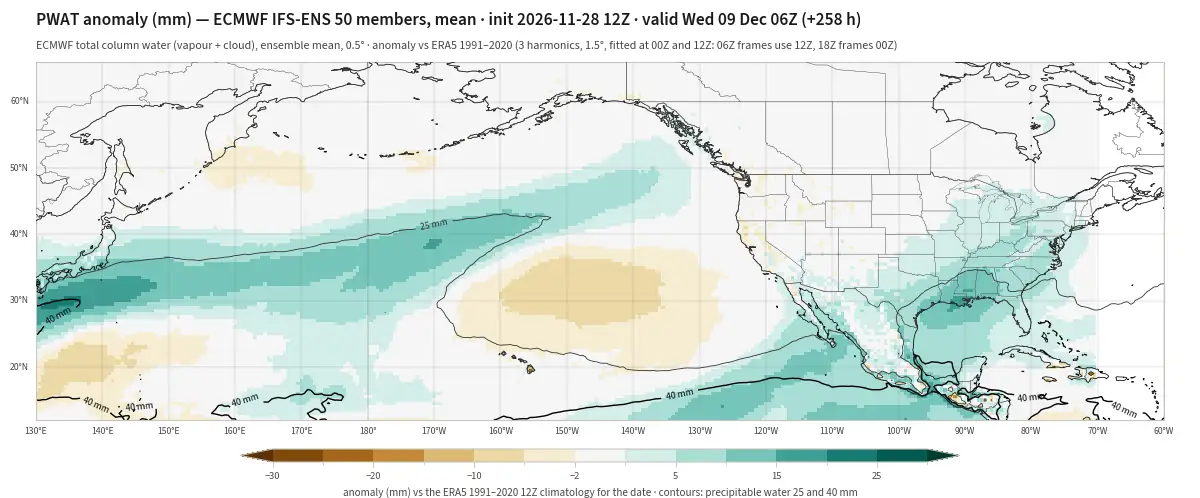 PWAT anomaly (mm) — ECMWF IFS-ENS 50 members, mean · init 2026-11-28 12Z · valid Wed 09 Dec 06Z (+258 h)
ECMWF total column water (vapour + cloud), ensemble mean, 0.5° · anomaly vs ERA5 1991–2020 (3 harmonics, 1.5°, fitted at 00Z and 12Z: 06Z frames use 12Z, 18Z frames 00Z)
60°N
50°N
40°N
30°N
20°N
25 mm
40 mm
40 mm
40 mm
40 mm
40 mm
40 mm
40 mm
130°E 140°E 150°E 160°E 170°E 180° 170°W 160°W 150°W 140°W 130°W 120°W 110°W 100°W 90°W 80°W 70°W 60°W
−30 −20 −10 −2 5 15 25
anomaly (mm) vs the ERA5 1991–2020 12Z climatology for the date · contours: precipitable water 25 and 40 mm